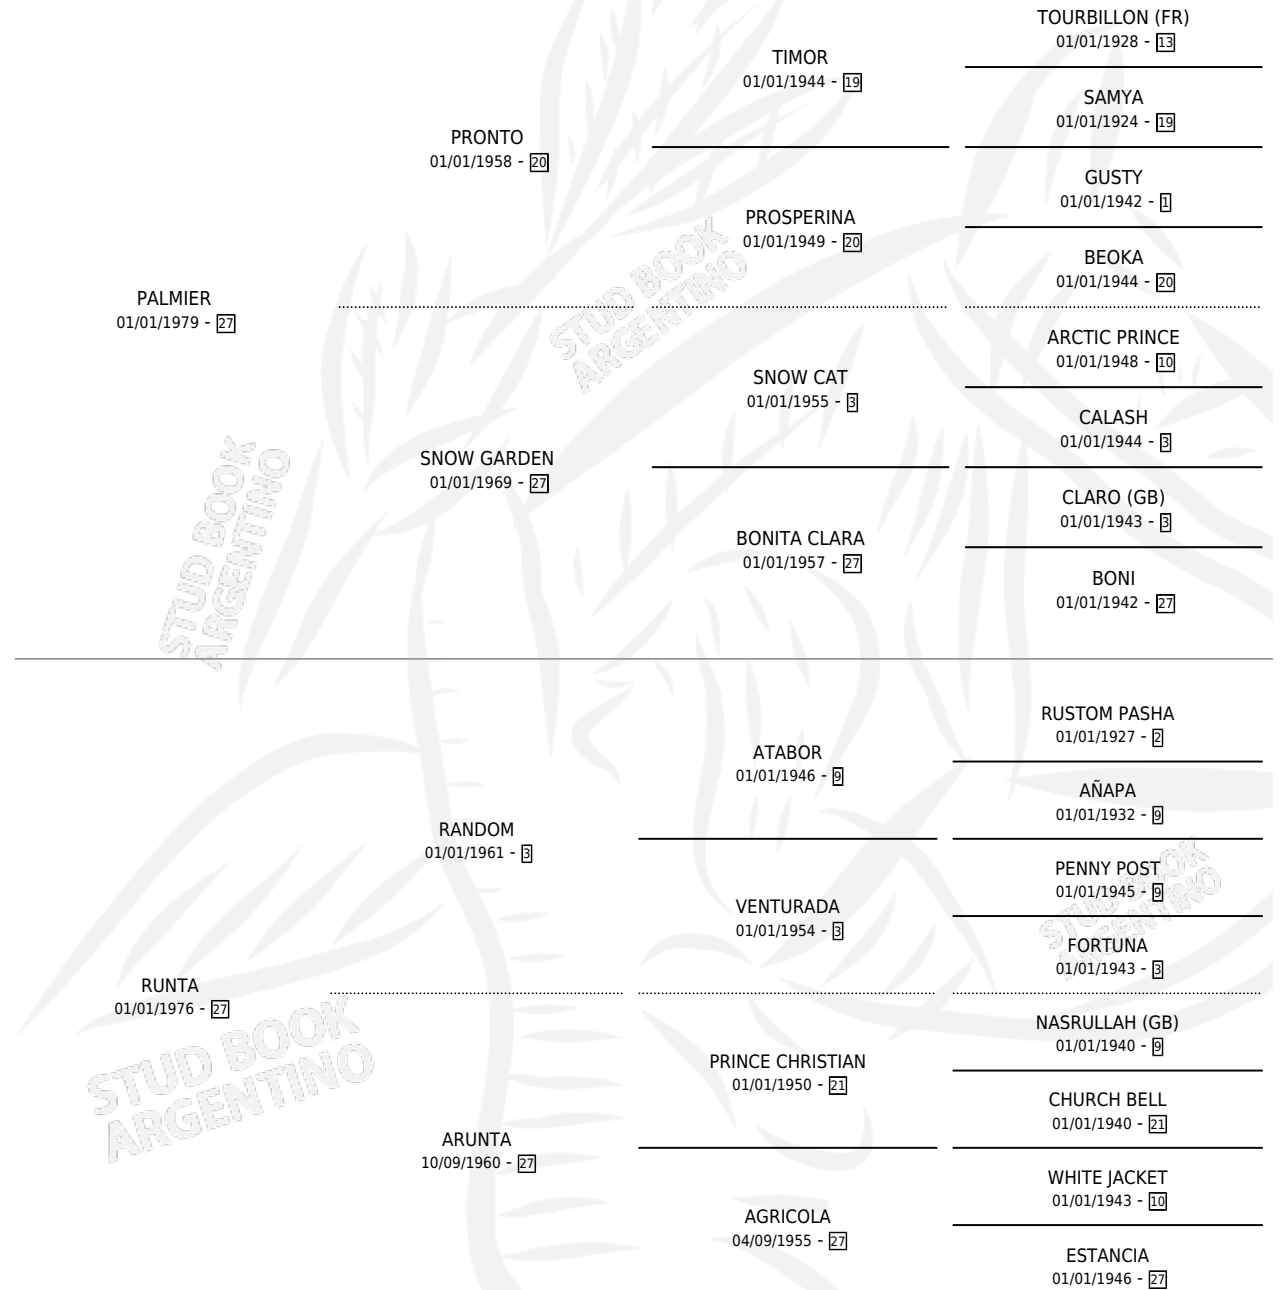 TOURBILLON (FR)
01/01/1928 - 13
TIMOR
01/01/1944 - 19
SAMYA
01/01/1924 - 19
PRONTO
01/01/1958 - 20
GUSTY
01/01/1942 - 1
PROSPERINA
01/01/1949 - 20
BEOKA
01/01/1944 - 20
PALMIER
01/01/1979 - 27
ARCTIC PRINCE
01/01/1948 - 10
SNOW CAT
01/01/1955 - 3
CALASH
01/01/1944 - 3
SNOW GARDEN
01/01/1969 - 27
CLARO (GB)
01/01/1943 - 3
BONITA CLARA
01/01/1957 - 27
BONI
01/01/1942 - 27
STUD BOOK
ARGENTINO
STUD BOOK
ARGENTINO
RUSTOM PASHA
01/01/1927 - 2
ATABOR
01/01/1946 - 9
AÑAPA
01/01/1932 - 9
RANDOM
01/01/1961 - 3
PENNY POST
01/01/1945 - 9
VENTURADA
01/01/1954 - 3
FORTUNA
01/01/1943 - 3
RUNTA
01/01/1976 - 27
NASRULLAH (GB)
01/01/1940 - 9
PRINCE CHRISTIAN
01/01/1950 - 21
CHURCH BELL
01/01/1940 - 21
ARUNTA
10/09/1960 - 27
WHITE JACKET
01/01/1943 - 10
AGRICOLA
04/09/1955 - 27
ESTANCIA
01/01/1946 - 27
STUD BOOK
ARGENTINO
STUD BOOK
ARGENTINO